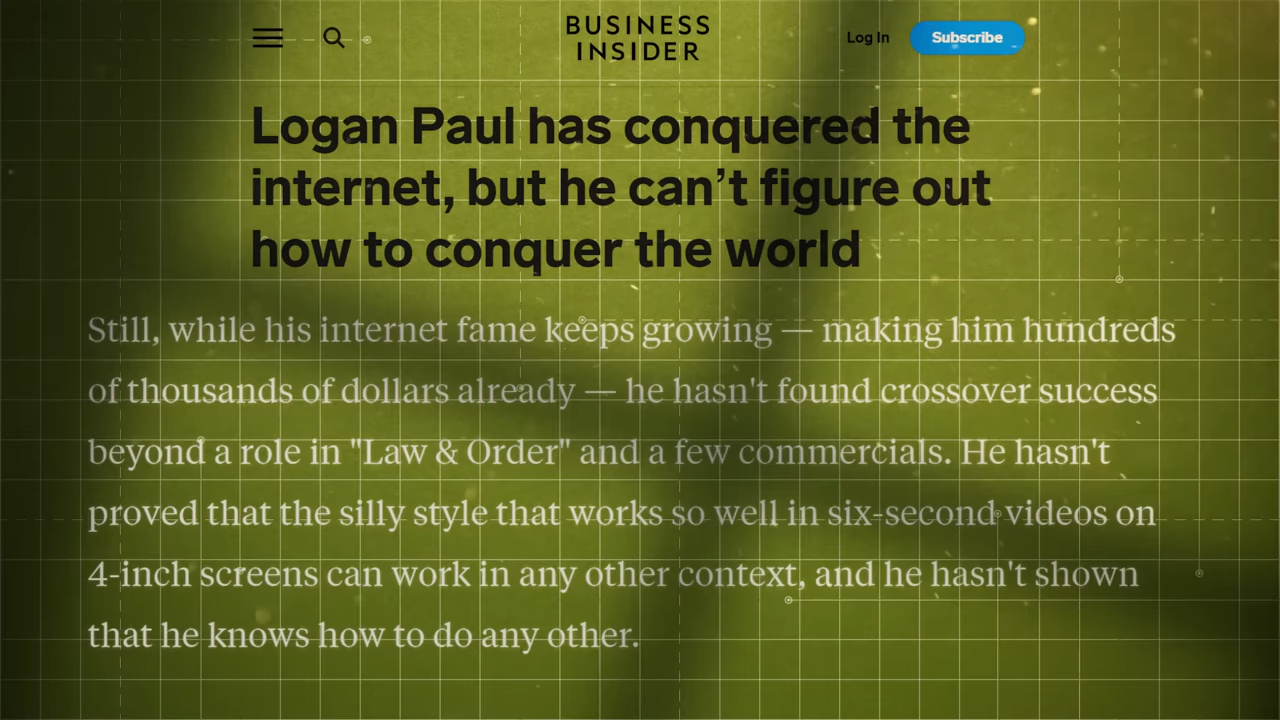 BUSINESS
INSIDER
Log In
Subscribe
Logan Paul has conquered the
internet, but he can’t figure out
how to conquer the world
Still, while his internet fame keeps growing — making him hundreds
of thousands of dollars already — he hasn't found crossover success
beyond a role in "Law & Order" and a few commercials. He hasn't
proved that the silly style that works so well in six-second videos on
4-inch screens can work in any other context, and he hasn't shown
that he knows how to do any other.